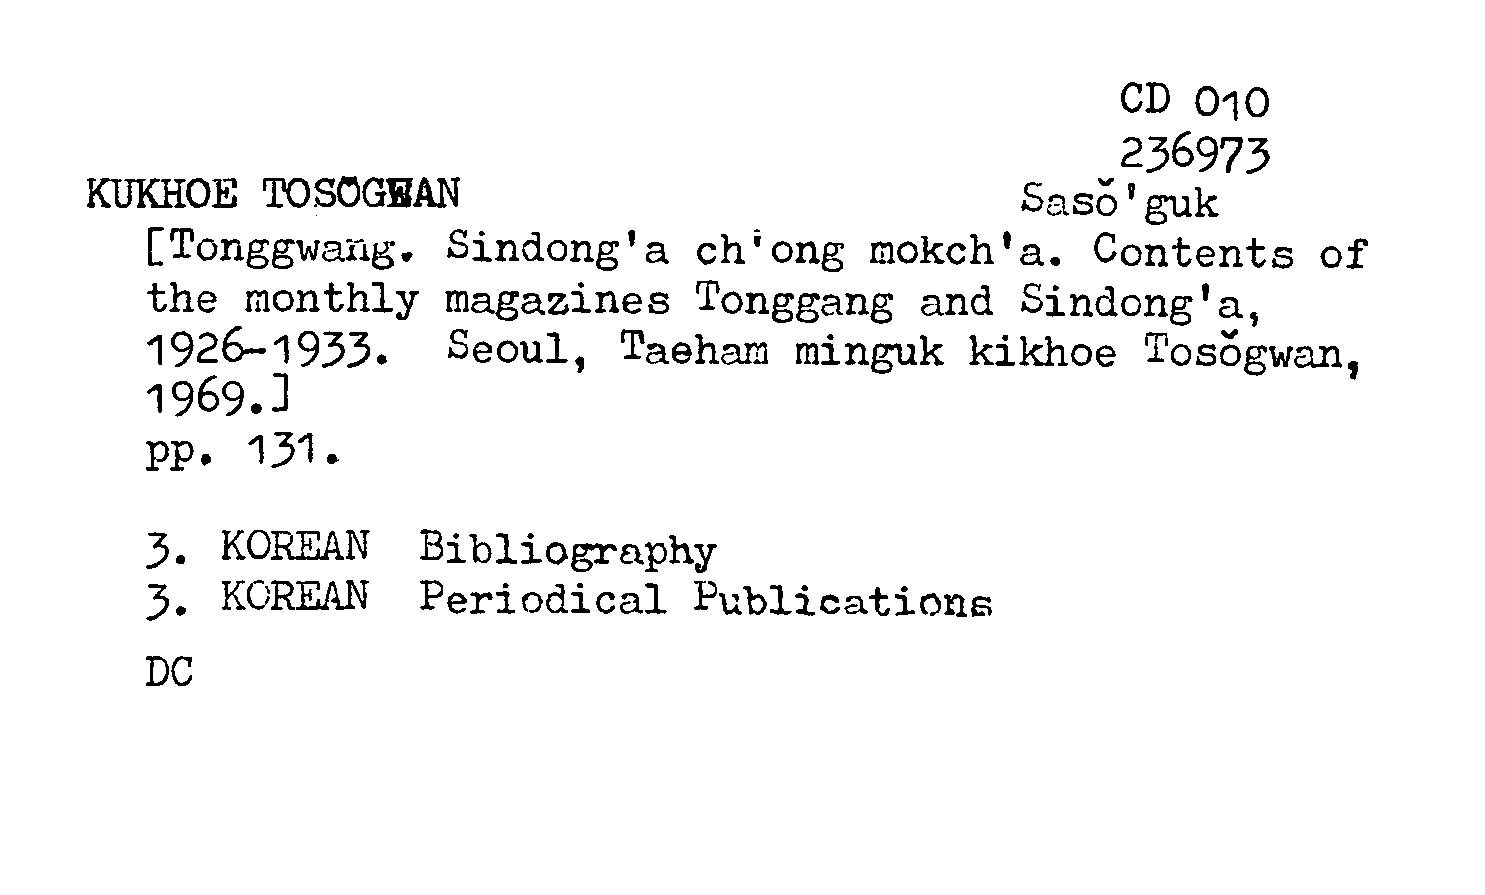 CD 010
236973
KUKHOE TOSŎGWAN
Sasŏ'guk
[Tonggwang. Sindong'a ch'ong mokch'a. Contents of
the monthly magazines Tonggang and Sindong'a,
1926-1933. Seoul, Taeham minguk kikhoe Tosŏgwan,
1969.]
pp. 131.
3. KOREAN Bibliography
3. KOREAN Periodical Publications
DC